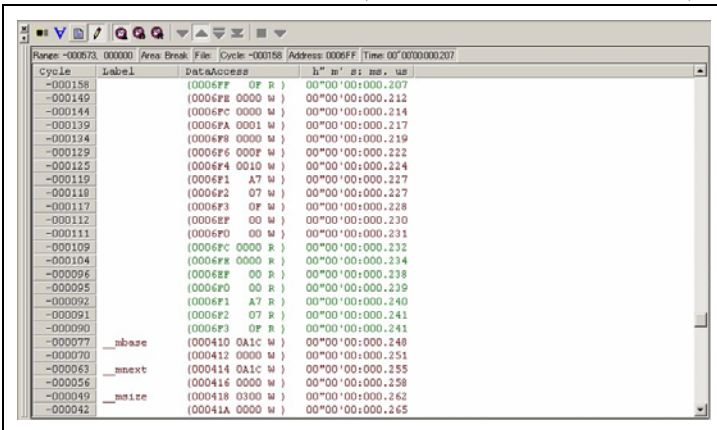 Range: -000573, 000000 Area: Break File: Cycle: -000158 Address: 0006FF Time: 00"00'00:000.207
Cycle Label DataAccess h" m' s: ms. us
-000158 (0006FF 0F R ) 00"00'00:000.207
-000149 (0006FE 0000 W ) 00"00'00:000.212
-000144 (0006FC 0000 W ) 00"00'00:000.214
-000139 (0006FA 0001 W ) 00"00'00:000.217
-000134 (0006F8 0000 W ) 00"00'00:000.219
-000129 (0006F6 000F W ) 00"00'00:000.222
-000125 (0006F4 0010 W ) 00"00'00:000.224
-000119 (0006F1 A7 W ) 00"00'00:000.227
-000118 (0006F2 07 W ) 00"00'00:000.227
-000117 (0006F3 0F W ) 00"00'00:000.228
-000112 (0006EF 00 W ) 00"00'00:000.230
-000110 (0006F0 00 W ) 00"00'00:000.231
-000109 (0006FC 0000 R ) 00"00'00:000.232
-000104 (0006FE 0000 R ) 00"00'00:000.234
-000096 (0006EF 00 R ) 00"00'00:000.238
-000095 (0006F0 00 R ) 00"00'00:000.239
-000092 (0006F1 A7 R ) 00"00'00:000.240
-000091 (0006F2 07 R ) 00"00'00:000.241
-000090 (0006F3 0F R ) 00"00'00:000.241
-000077 __mbase (000410 0A1C W ) 00"00'00:000.248
-000070 (000412 0000 W ) 00"00'00:000.251
-000063 __mnext (000414 0A1C W ) 00"00'00:000.255
-000056 (000416 0000 W ) 00"00'00:000.258
-000049 __msize (000418 0300 W ) 00"00'00:000.262
-000042 (00041A 0000 W ) 00"00'00:000.265